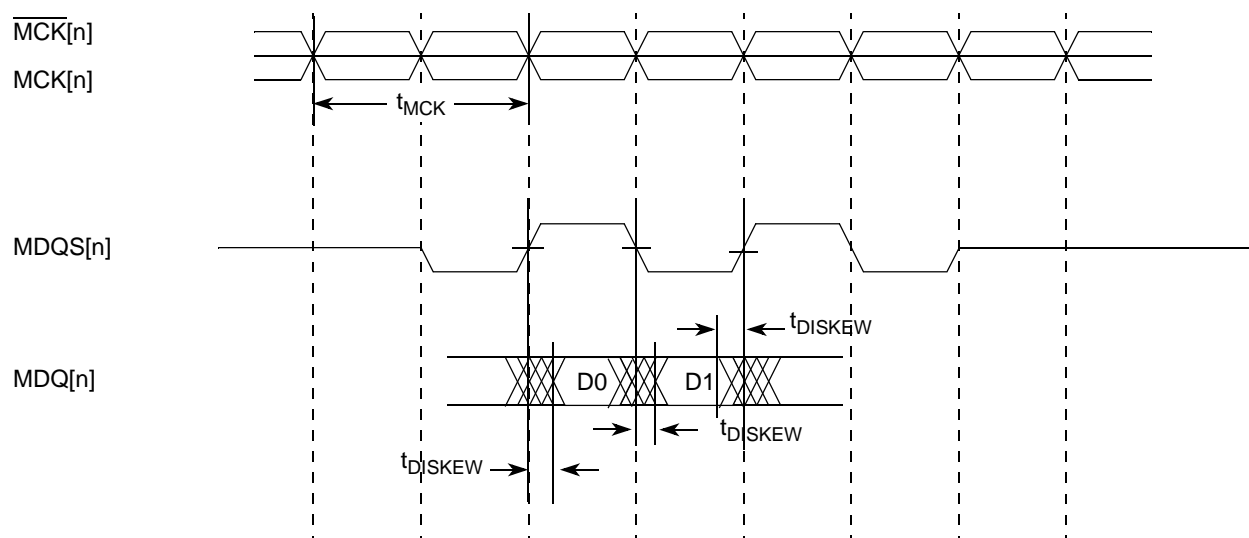 MCK[n]
MCK[n]
tMCK
MDQS[n]
tDISKEW
MDQ[n]
D0
D1
tDISKEW
tDISKEW